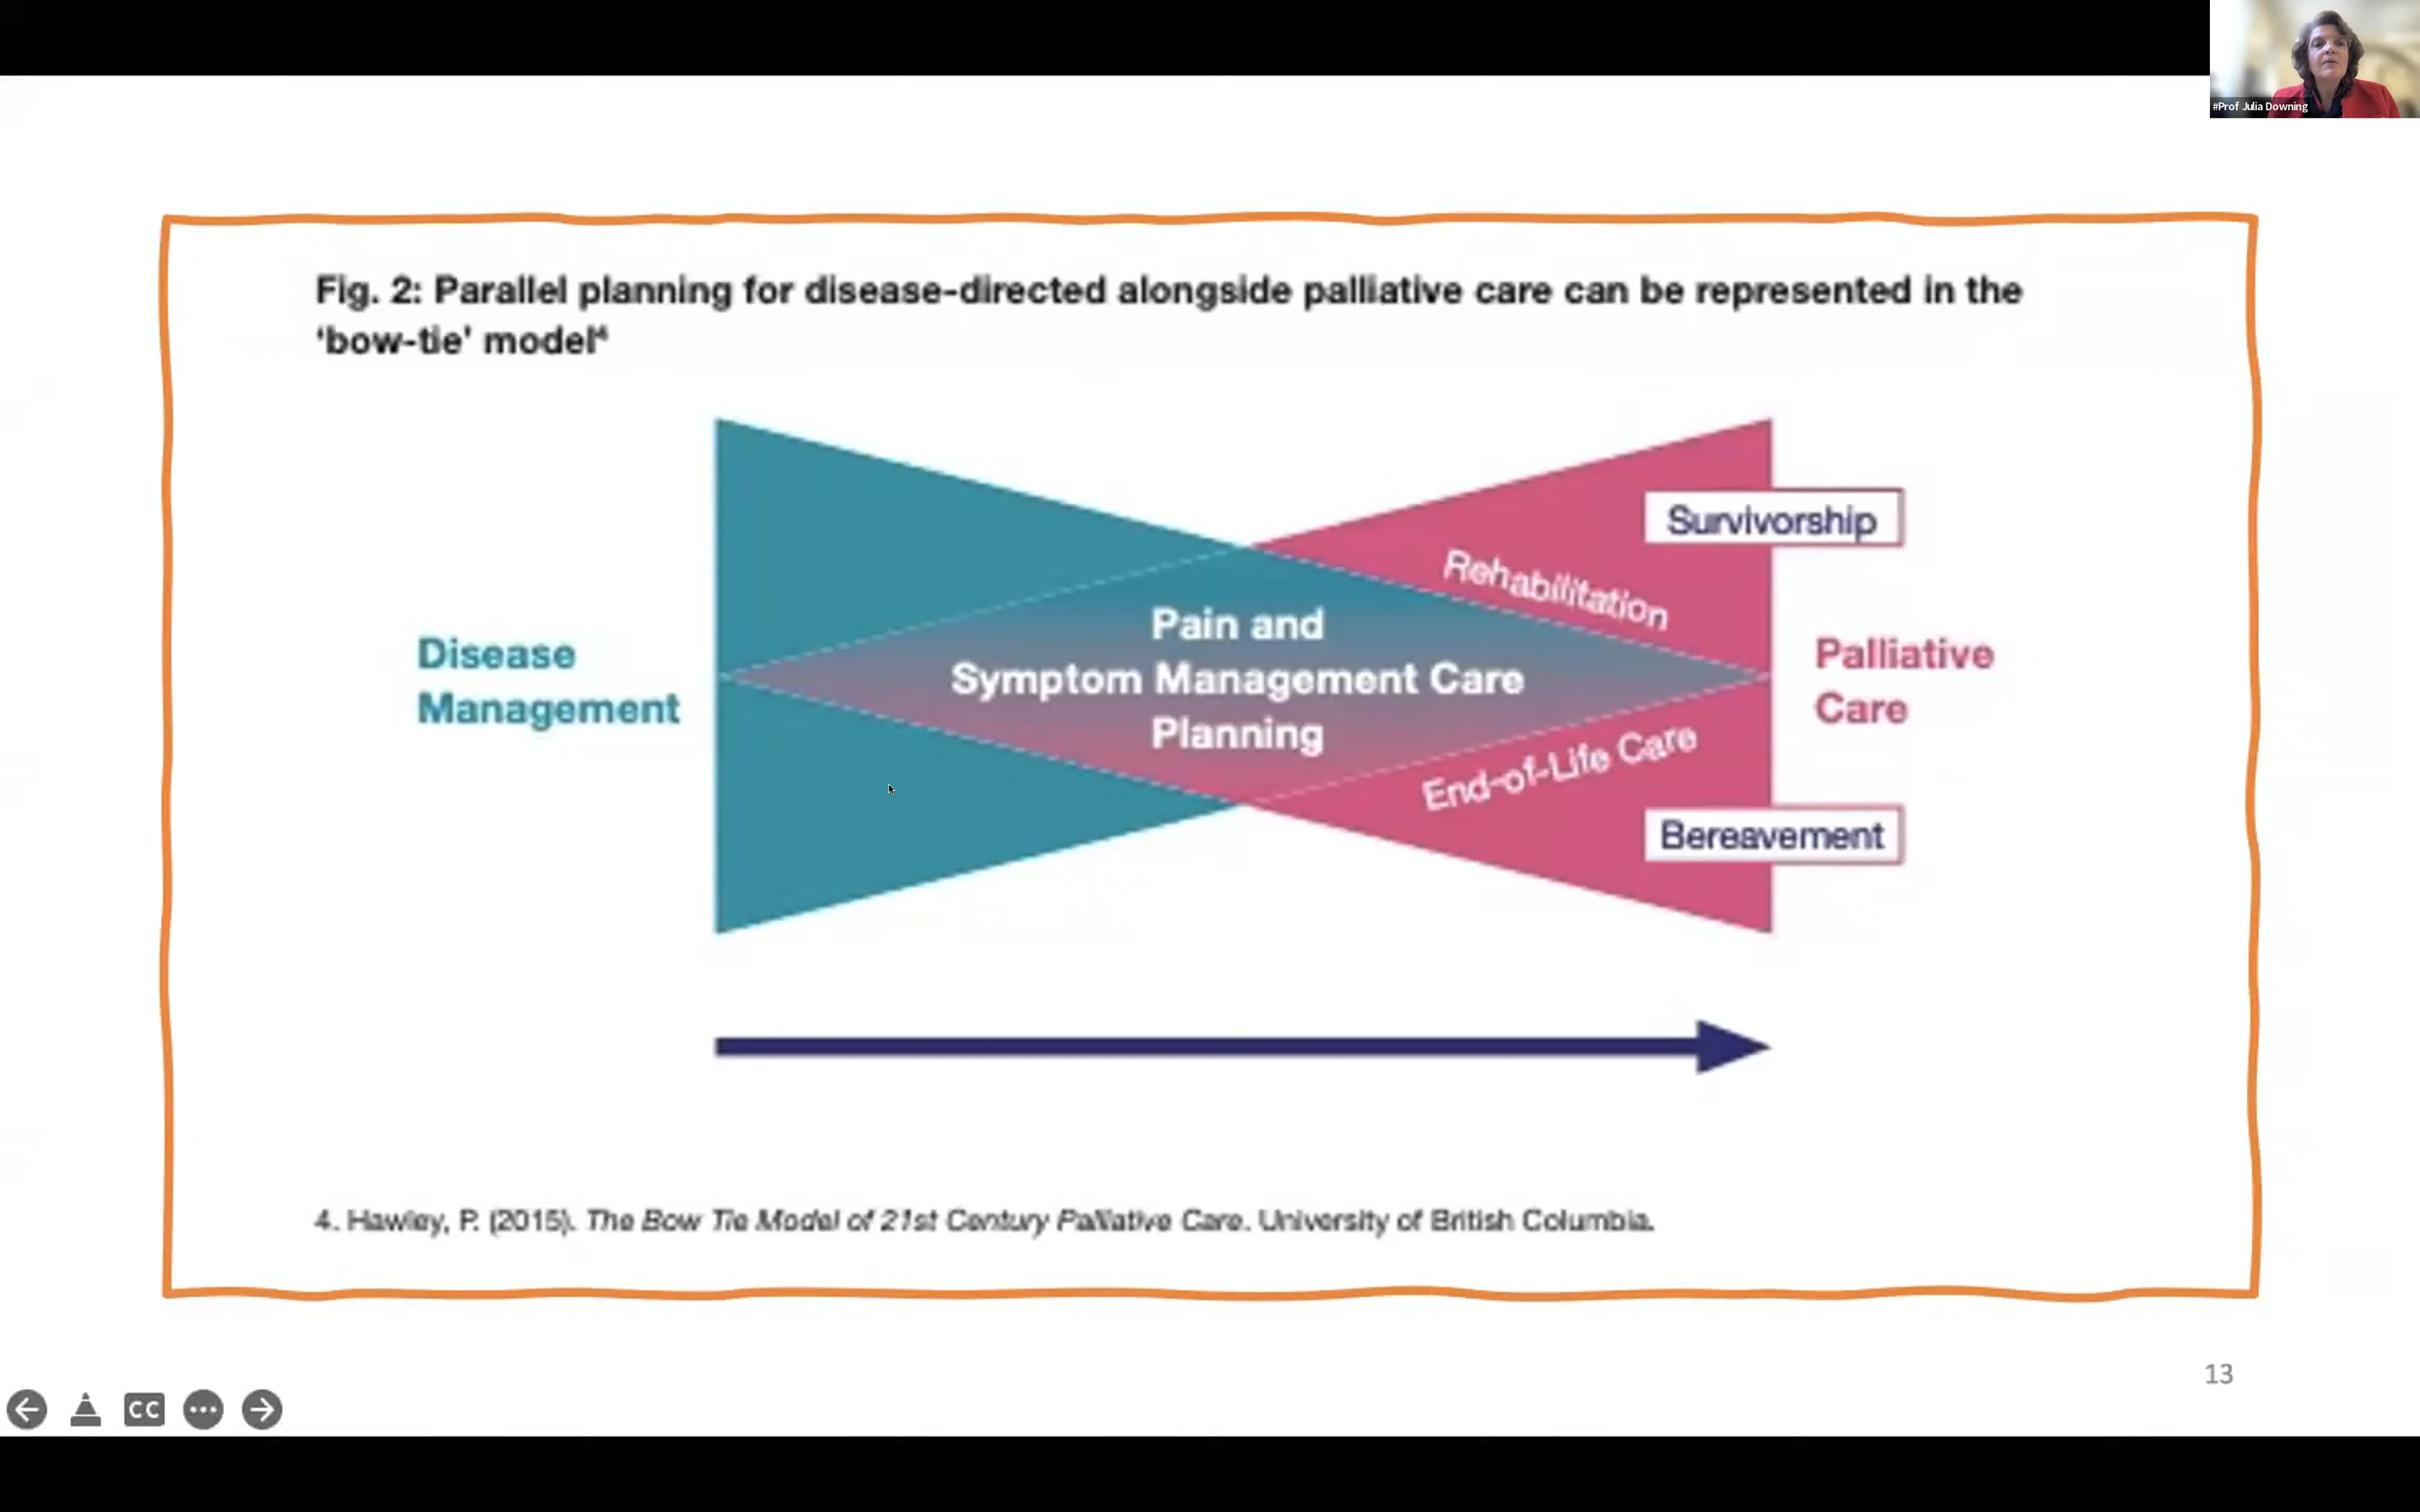 #Prof Julia Downing
Fig. 2: Parallel planning for disease-directed alongside palliative care can be represented in the
‘bow-tie’ model⁴
Disease
Management
Pain and
Symptom Management Care
Planning
Rehabilitation
End-of-Life Care
Survivorship
Palliative
Care
Bereavement
4. Hawley, P. (2015). The Bow Tie Model of 21st Century Palliative Care. University of British Columbia.
13
CC